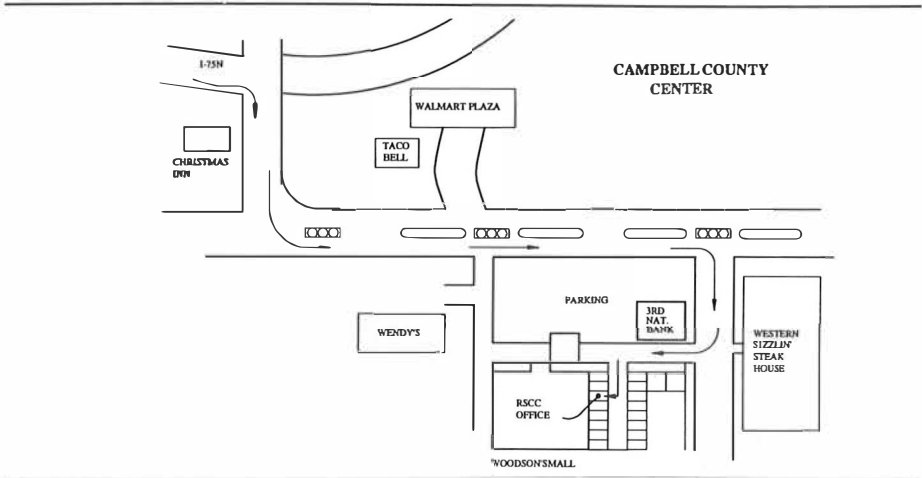 CAMPBELL COUNTY
CENTER
I-75N
WALMART PLAZA
TACO
BELL
CHRISTMAS
INN
PARKING
3RD
NAT.
BANK
WENDY'S
WESTERN
SIZZLIN'
STEAK
HOUSE
RSCC
OFFICE
WOODSON'S MALL